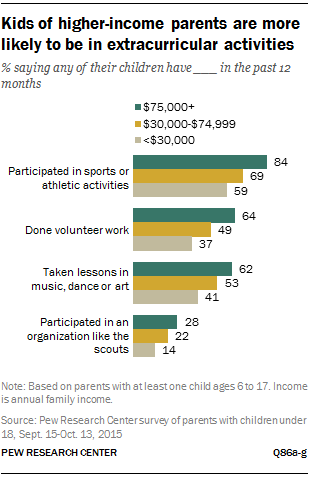 Kids of higher-income parents are more
likely to be in extracurricular activities
% saying any of their children have ___ in the past 12
months
$75,000+
$30,000-$74,999
<$30,000
Participated in sports or
athletic activities
84
69
59
Done volunteer work
64
49
37
Taken lessons in
music, dance or art
62
53
41
Participated in an
organization like the
scouts
28
22
14
Note: Based on parents with at least one child ages 6 to 17. Income
is annual family income.
Source: Pew Research Center survey of parents with children under
18, Sept. 15-Oct. 13, 2015
PEW RESEARCH CENTER
Q86a-g